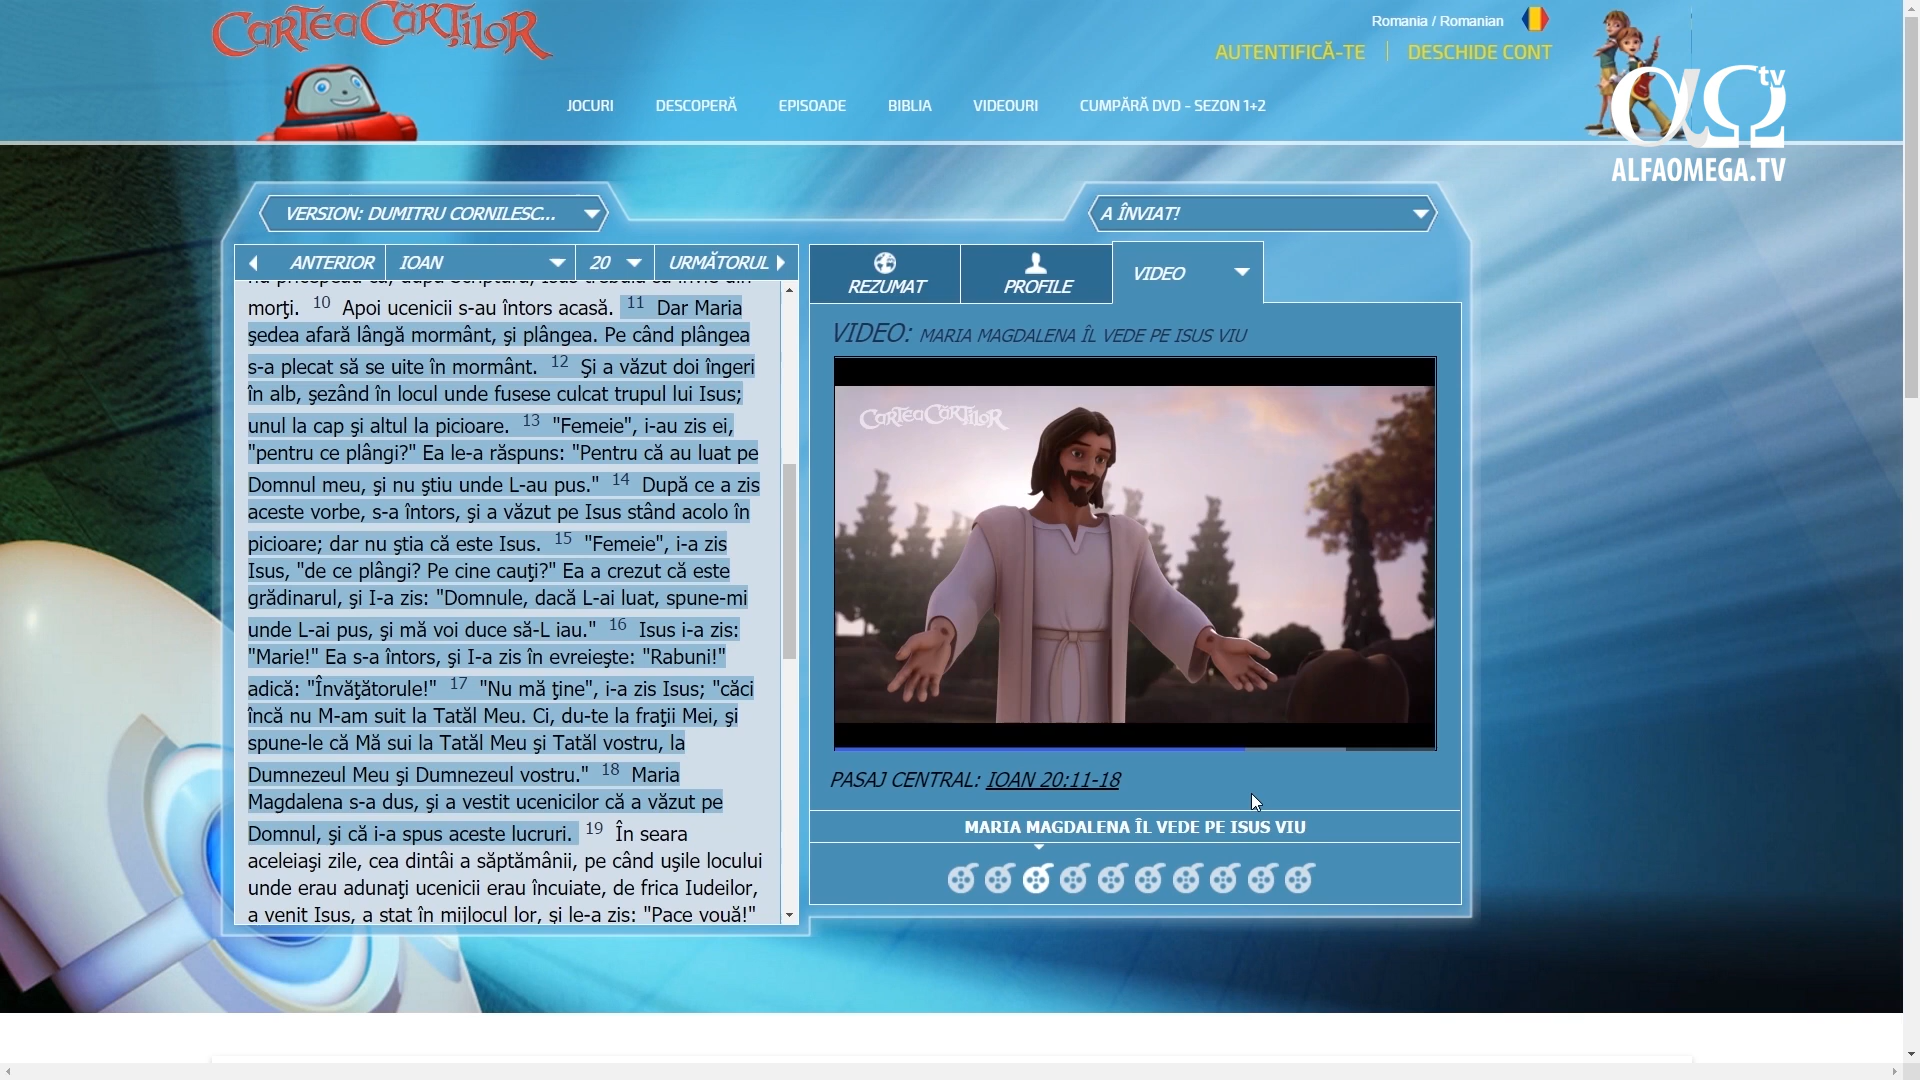 CARTEA CĂRȚILOR
Romania / Romanian
AUTENTIFICĂ-TE
DESCHIDE CONT
JOCURI
DESCOPERĂ
EPISOADE
BIBLIA
VIDEOURI
CUMPĂRĂ DVD - SEZON 1+2
αΩ tv
ALFAOMEGA.TV
VERSION: DUMITRU CORNILESC...
A ÎNVIAT!
ANTERIOR
IOAN
20
URMĂTORUL
morţi. 10 Apoi ucenicii s-au întors acasă. 11 Dar Maria
şedea afară lângă mormânt, şi plângea. Pe când plângea
s-a plecat să se uite în mormânt. 12 Şi a văzut doi îngeri
în alb, şezând în locul unde fusese culcat trupul lui Isus;
unul la cap şi altul la picioare. 13 "Femeie", i-au zis ei,
"pentru ce plângi?" Ea le-a răspuns: "Pentru că au luat pe
Domnul meu, şi nu ştiu unde L-au pus." 14 După ce a zis
aceste vorbe, s-a întors, şi a văzut pe Isus stând acolo în
picioare; dar nu ştia că este Isus. 15 "Femeie", i-a zis
Isus, "de ce plângi? Pe cine cauţi?" Ea a crezut că este
grădinarul, şi I-a zis: "Domnule, dacă L-ai luat, spune-mi
unde L-ai pus, şi mă voi duce să-L iau." 16 Isus i-a zis:
"Marie!" Ea s-a întors, şi I-a zis în evreieşte: "Rabuni!"
adică: "Învăţătorule!" 17 "Nu mă ţine", i-a zis Isus; "căci
încă nu M-am suit la Tatăl Meu. Ci, du-te la fraţii Mei, şi
spune-le că Mă sui la Tatăl Meu şi Tatăl vostru, la
Dumnezeul Meu şi Dumnezeul vostru." 18 Maria
Magdalena s-a dus, şi a vestit ucenicilor că a văzut pe
Domnul, şi că i-a spus aceste lucruri. 19 În seara
aceleiaşi zile, cea dintâi a săptămânii, pe când uşile locului
unde erau adunaţi ucenicii erau încuiate, de frica Iudeilor,
a venit Isus, a stat în mijlocul lor, şi le-a zis: "Pace vouă!"
REZUMAT
PROFILE
VIDEO
VIDEO: MARIA MAGDALENA ÎL VEDE PE ISUS VIU
CARTEA CĂRȚILOR
PASAJ CENTRAL: IOAN 20:11-18
MARIA MAGDALENA ÎL VEDE PE ISUS VIU